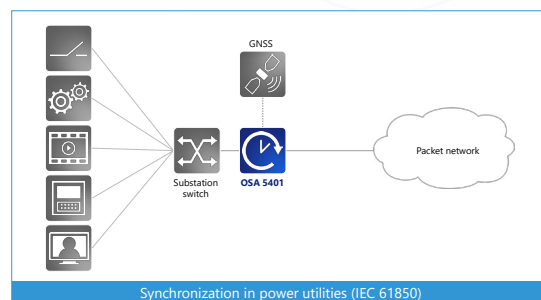 GNSS
Packet network
Substation
switch
OSA 5401
Synchronization in power utilities (IEC 61850)